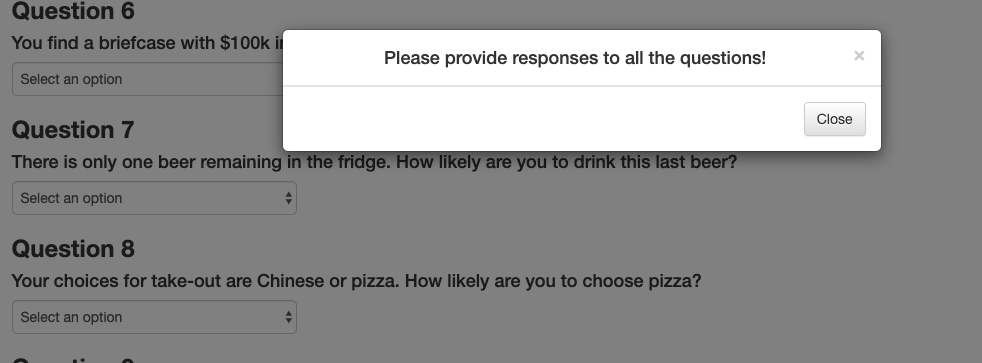 Question 6
You find a briefcase with $100k
Please provide responses to all the questions!
×
Select an option
Close
Question 7
There is only one beer remaining in the fridge. How likely are you to drink this last beer?
Select an option
Question 8
Your choices for take-out are Chinese or pizza. How likely are you to choose pizza?
Select an option